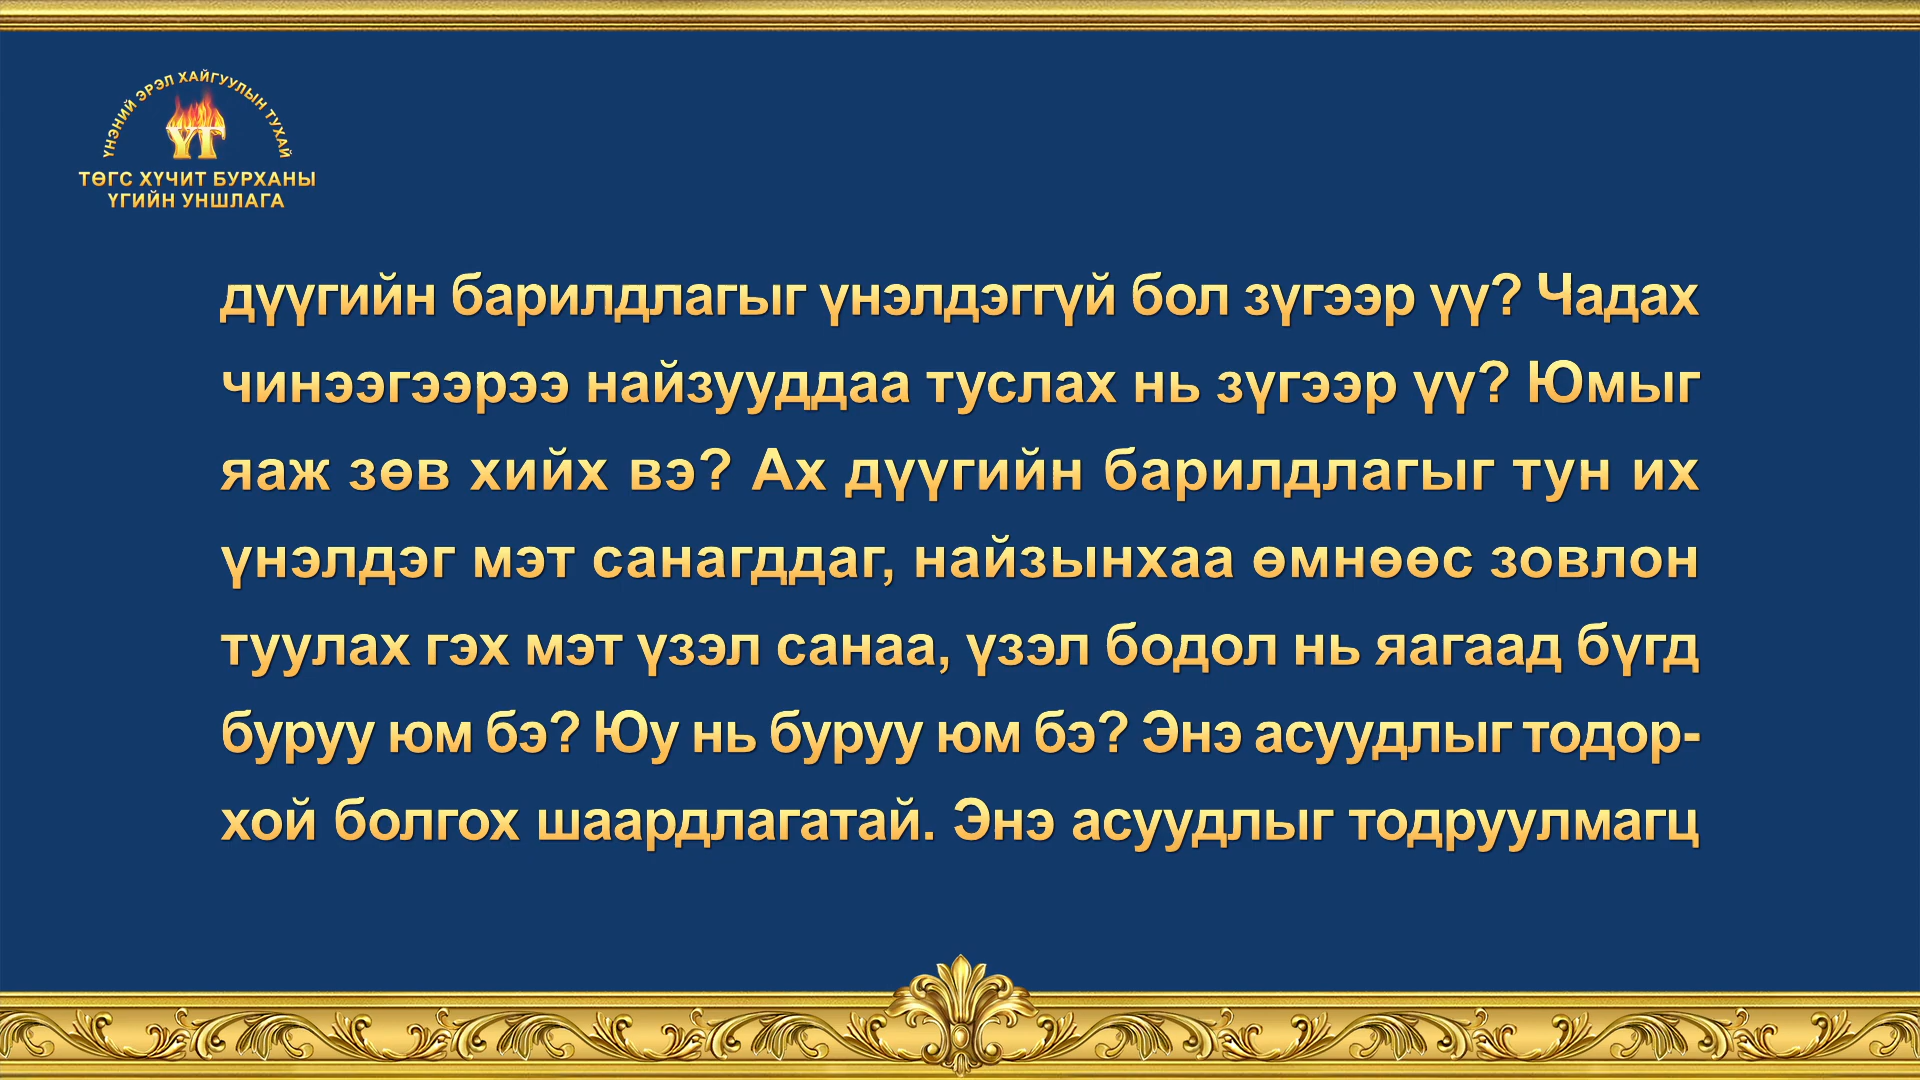 ҮНЭНИЙ ЭРЭЛ ХАЙГУУЛЫН ТУХАЙ
ҮГ
ТӨГС ХҮЧИТ БУРХАНЫ
ҮГИЙН УНШЛАГА
дүүгийн барилдлагыг үнэлдэггүй бол зүгээр үү? Чадах
чинээгээрээ найзууддаа туслах нь зүгээр үү? Юмыг
яаж зөв хийх вэ? Ах дүүгийн барилдлагыг тун их
үнэлдэг мэт санагддаг, найзынхаа өмнөөс зовлон
туулах гэх мэт үзэл санаа, үзэл бодол нь яагаад бүгд
буруу юм бэ? Юу нь буруу юм бэ? Энэ асуудлыг тодор-
хой болгох шаардлагатай. Энэ асуудлыг тодруулмагц